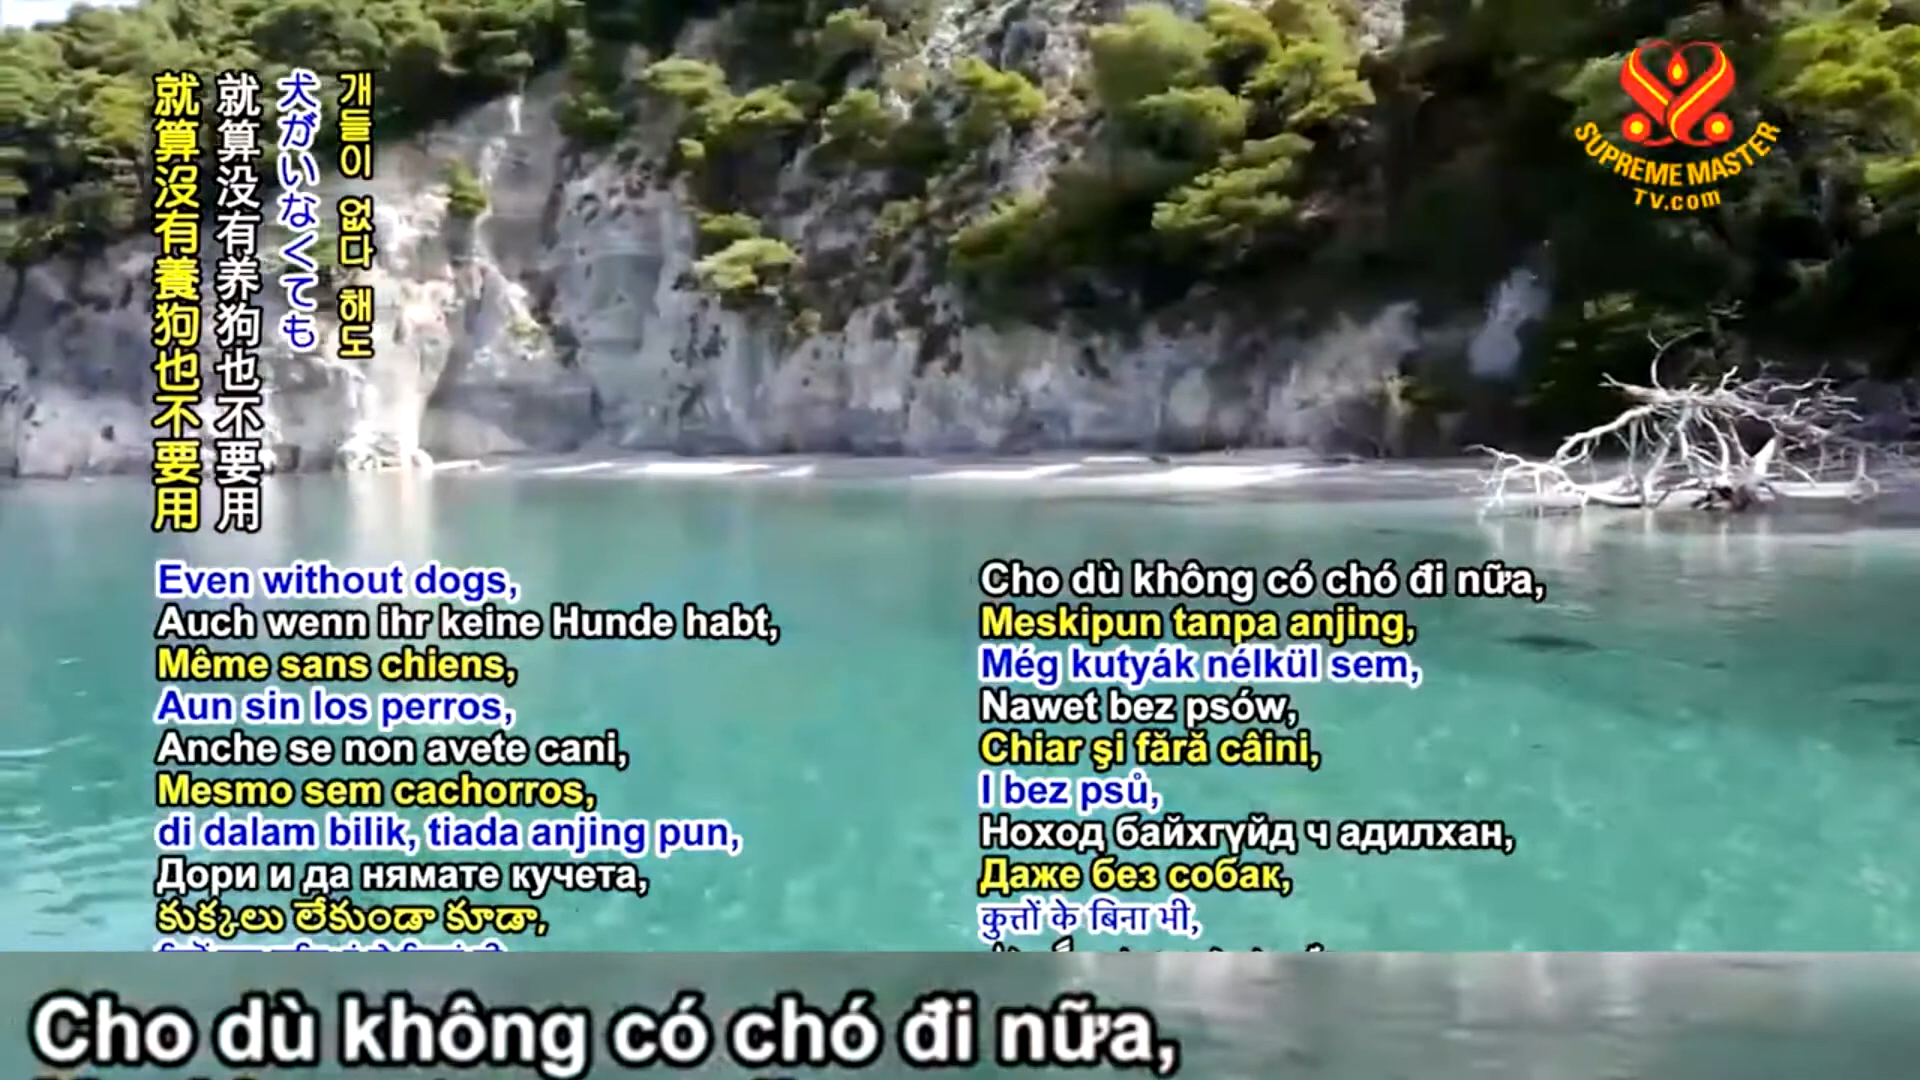 就算沒有養狗也不要用
就算没有养狗也不要用
犬がいなくても
개들이 없다 해도
SUPREME MASTER
TV.com
Even without dogs,
Auch wenn ihr keine Hunde habt,
Même sans chiens,
Aun sin los perros,
Anche se non avete cani,
Mesmo sem cachorros,
di dalam bilik, tiada anjing pun,
Дори и да нямате кучета,
కుక్కలు లేకుండా కూడా,
Cho dù không có chó đi nữa,
Meskipun tanpa anjing,
Még kutyák nélkül sem,
Nawet bez psów,
Chiar şi fără câini,
I bez psů,
Ноход байхгүйд ч адилхан,
Даже без собак,
कुत्तों के बिना भी,
Cho dù không có chó đi nữa,